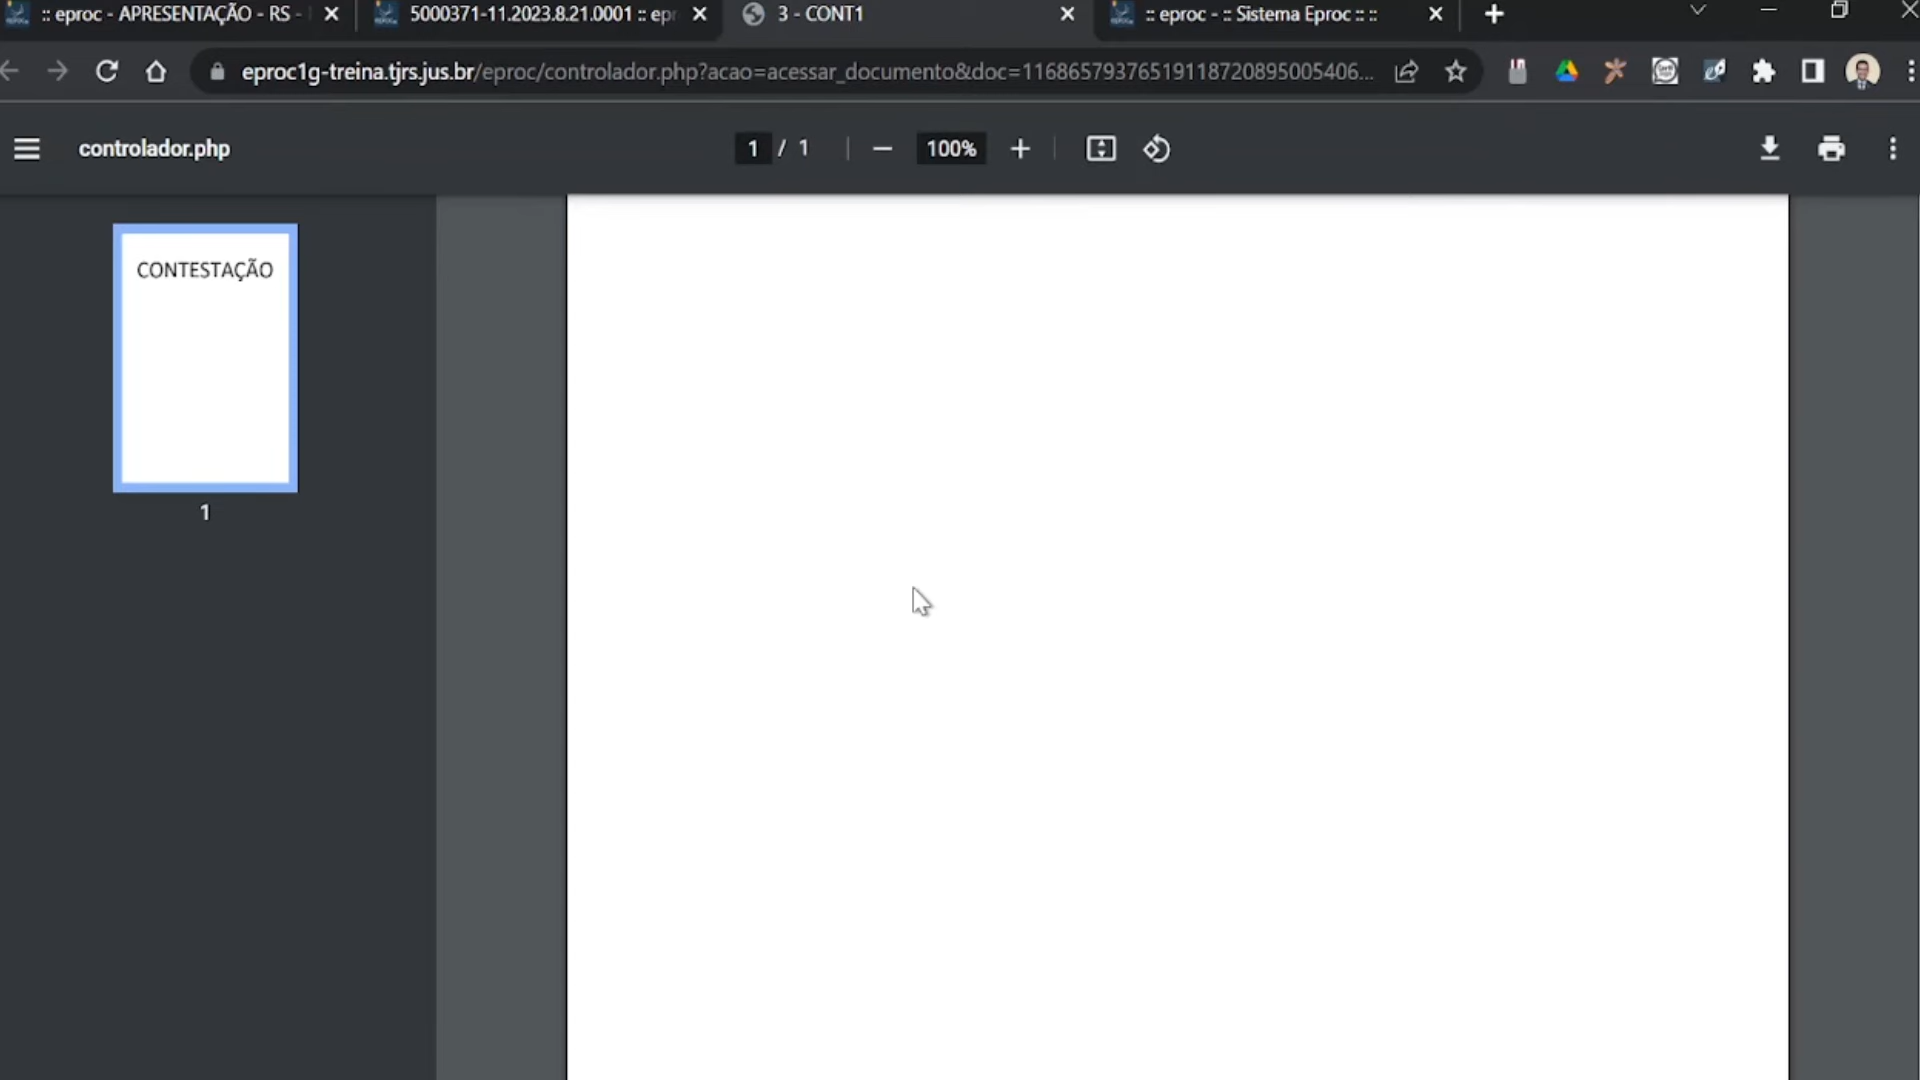 :: eproc - APRESENTAÇÃO - RS -
5000371-11.2023.8.21.0001 :: epr
3 - CONT1
:: eproc - :: Sistema Eproc :: ::
eproc1g-treina.tjrs.jus.br/eproc/controlador.php?acao=acessar_documento&doc=11686579376519118720895005406...
controlador.php
1 / 1
100%
CONTESTAÇÃO
1